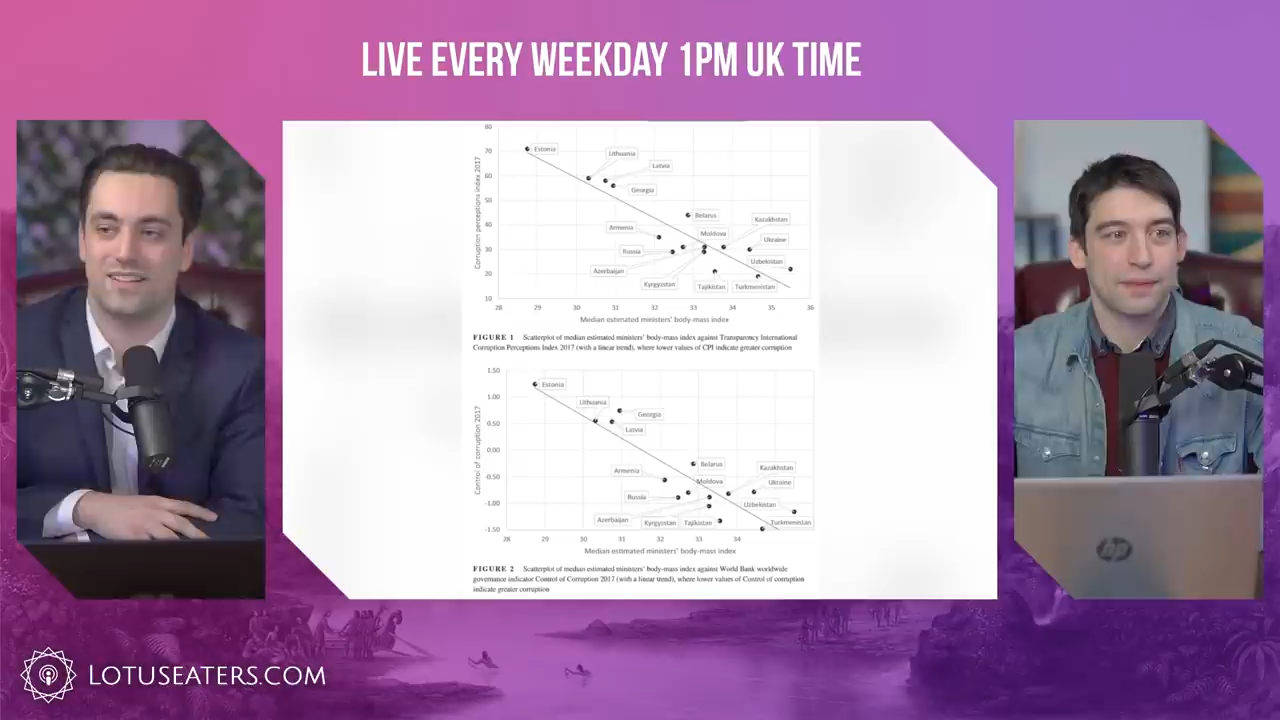 LIVE EVERY WEEKDAY 1PM UK TIME
80
70
60
50
40
30
20
10
Corruption perceptions index 2017
Estonia
Lithuania
Latvia
Georgia
Belarus
Armenia
Moldova
Kazakhstan
Russia
Ukraine
Azerbaijan
Uzbekistan
Kyrgyzstan
Tajikistan
Turkmenistan
28 29 30 31 32 33 34 35 36
Median estimated ministers' body-mass index
FIGURE 1 Scatterplot of median estimated ministers' body-mass index against Transparency International
Corruption Perceptions Index 2017 (with a linear trend), where lower values of CPI indicate greater corruption
1.50
1.00
0.50
0.00
-0.50
-1.00
-1.50
Control of corruption 2017
Estonia
Lithuania
Georgia
Latvia
Belarus
Armenia
Moldova
Kazakhstan
Russia
Ukraine
Azerbaijan
Uzbekistan
Kyrgyzstan
Tajikistan
Turkmenistan
28 29 30 31 32 33 34
Median estimated ministers' body-mass index
FIGURE 2 Scatterplot of median estimated ministers' body-mass index against World Bank worldwide
governance indicator Control of Corruption 2017 (with a linear trend), where lower values of Control of corruption
indicate greater corruption
hp
LOTUSEATERS.COM